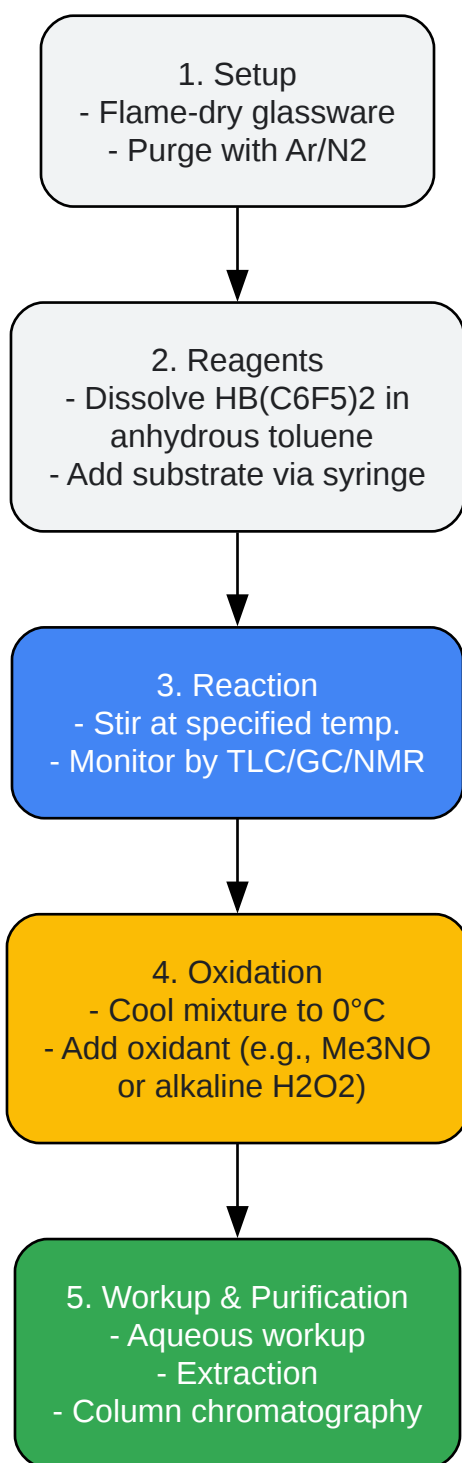 1. Setup
- Flame-dry glassware
- Purge with Ar/N2
2. Reagents
- Dissolve HB(C6F5)2 in
anhydrous toluene
- Add substrate via syringe
3. Reaction
- Stir at specified temp.
- Monitor by TLC/GC/NMR
4. Oxidation
- Cool mixture to 0°C
- Add oxidant (e.g., Me3NO
or alkaline H2O2)
5. Workup & Purification
- Aqueous workup
- Extraction
- Column chromatography